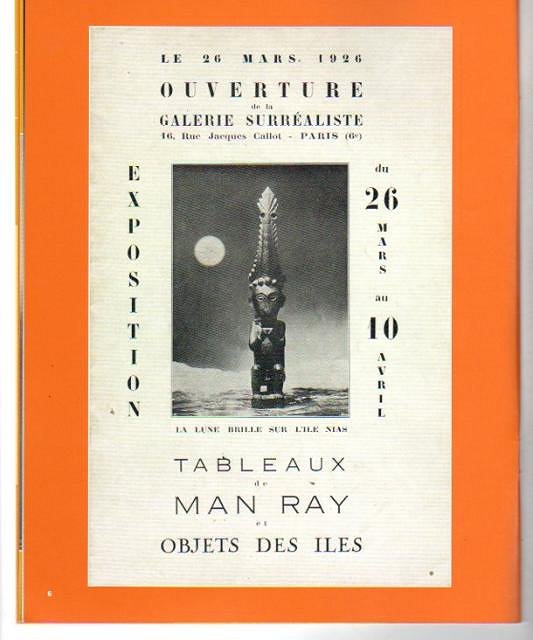 LE 26 MARS. 1926
OUVERTURE
de la
GALERIE SURRÉALISTE
16, Rue Jacques Callot - PARIS (6e)
EXPOSITION
du
26
MARS
au
10
AVRIL
LA LUNE BRILLE SUR L'ILE NIAS
TABLEAUX
de
MAN RAY
et
OBJETS DES ILES
6